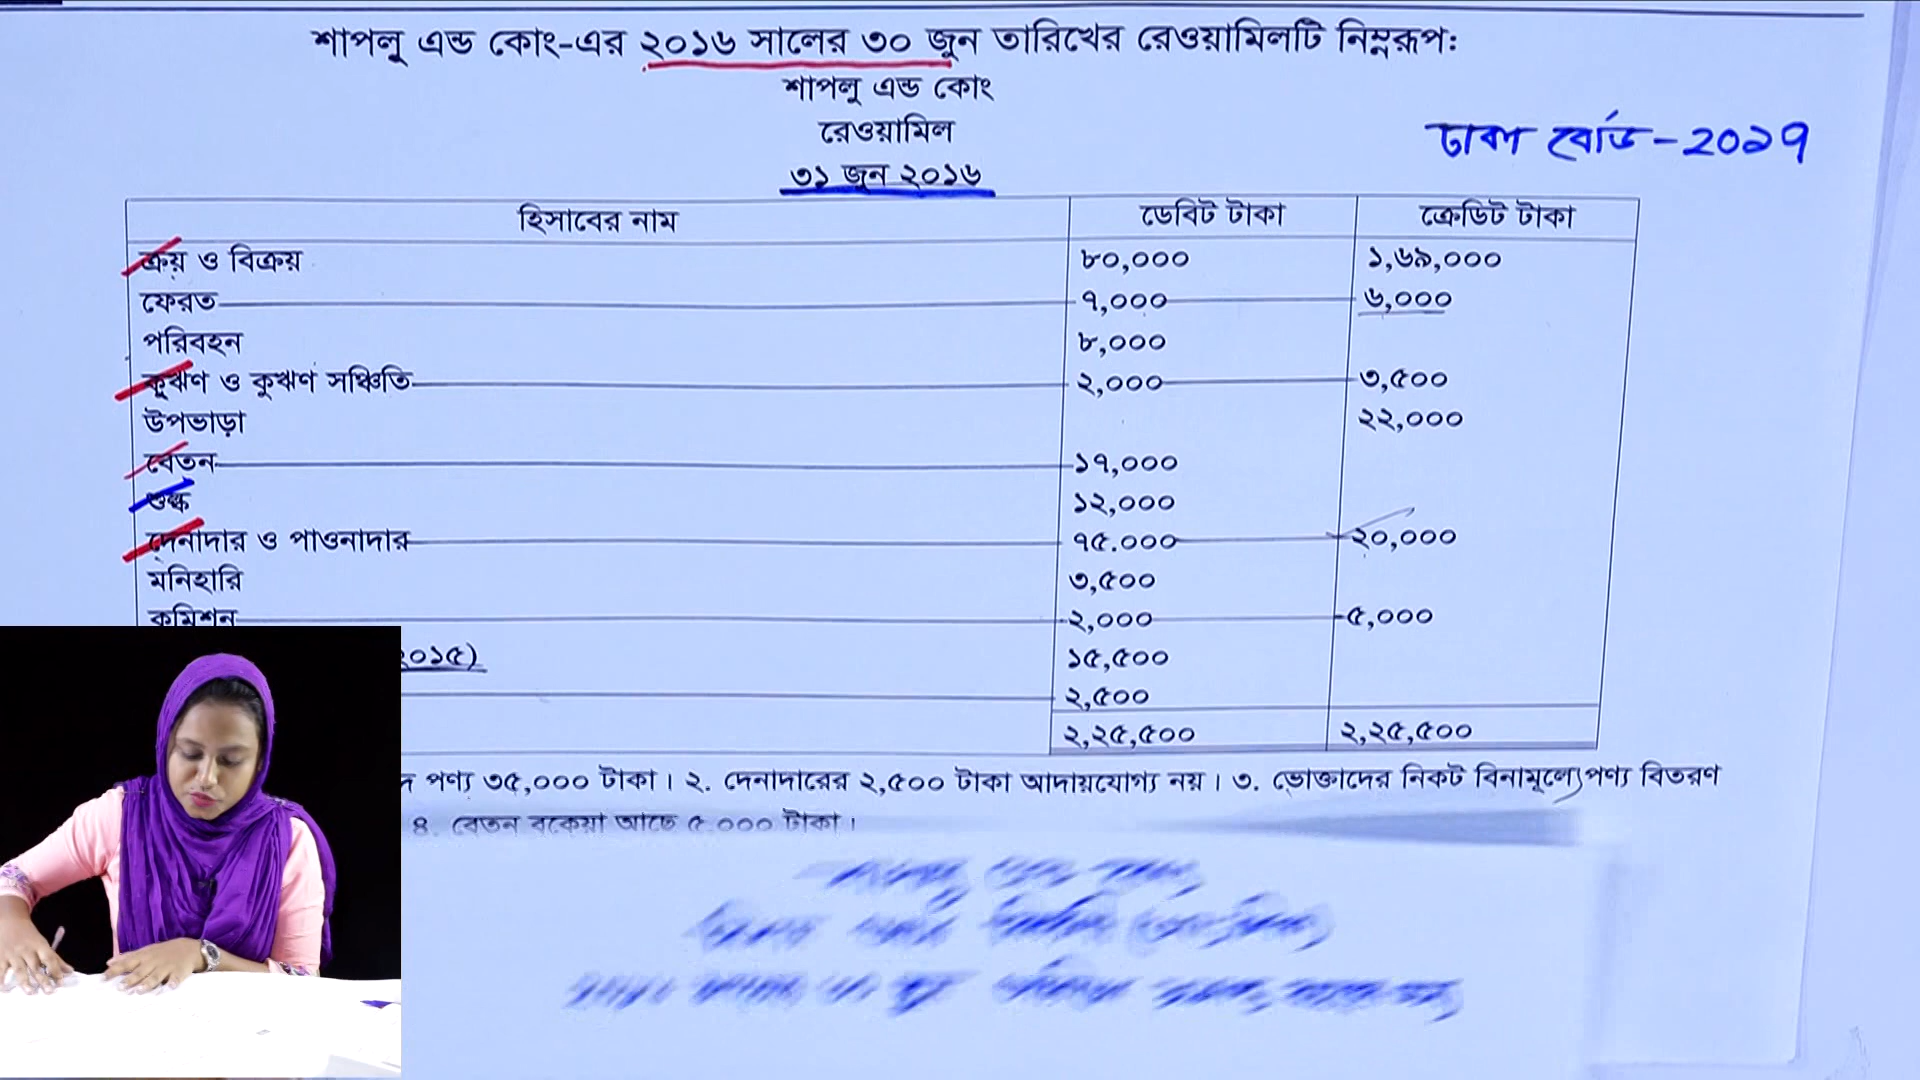 শাপলু এন্ড কোং-এর ২০১৬ সালের ৩০ জুন তারিখের রেওয়ামিলটি নিম্নরূপ:
শাপলু এন্ড কোং
রেওয়ামিল
ঢাকা বোর্ড-২০১৭
৩১ জুন ২০১৬
হিসাবের নাম ডেবিট টাকা ক্রেডিট টাকা
ক্রয় ও বিক্রয় ৮০,০০০ ১,৬৯,০০০
ফেরত ৭,০০০ ৬,০০০
পরিবহন ৮,০০০
কুঋণ ও কুঋণ সঞ্চিতি ২,০০০ ৩,৫০০
উপভাড়া ২২,০০০
বেতন ১৭,০০০
শুল্ক ১২,০০০
দেনাদার ও পাওনাদার ৭৫.০০০ ২০,০০০
মনিহারি ৩,৫০০
কমিশন ২,০০০ ৫,০০০
২০১৫) ১৫,৫০০
২,৫০০
২,২৫,৫০০ ২,২৫,৫০০
পণ্য ৩৫,০০০ টাকা। ২. দেনাদারের ২,৫০০ টাকা আদায়যোগ্য নয়। ৩. ভোক্তাদের নিকট বিনামূল্যে পণ্য বিতরণ
৪. বেতন বকেয়া আছে ৫,০০০ টাকা।